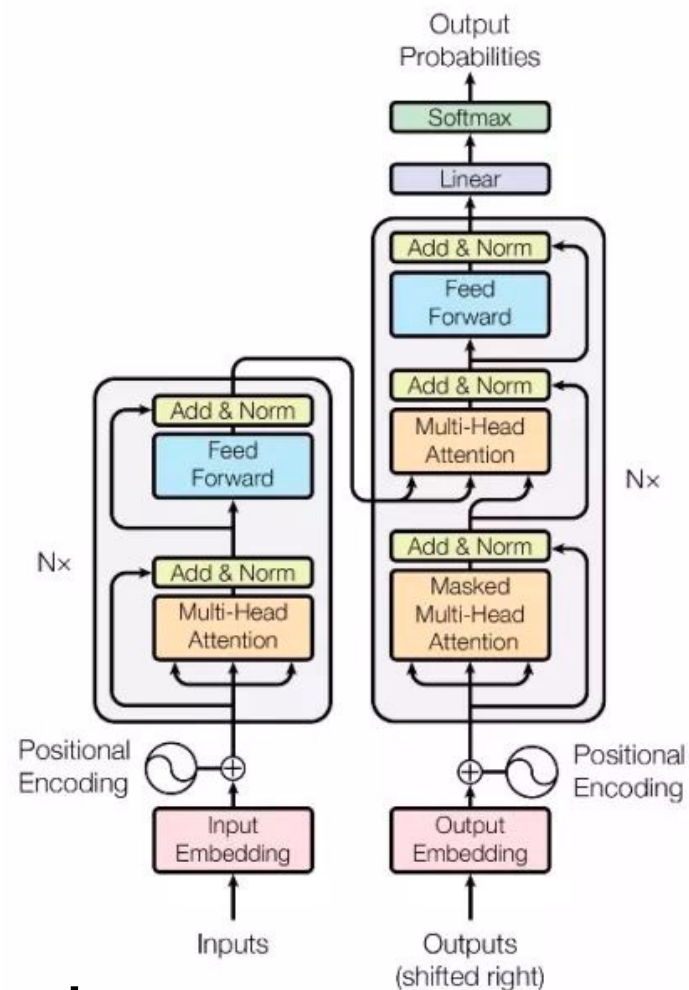 Output
Probabilities
Softmax
Linear
Add & Norm
Feed
Forward
Add & Norm
Multi-Head
Attention
Add & Norm
Masked
Multi-Head
Attention
Nx
Add & Norm
Feed
Forward
Add & Norm
Multi-Head
Attention
Nx
Positional
Encoding
Positional
Encoding
Input
Embedding
Output
Embedding
Inputs
Outputs
(shifted right)